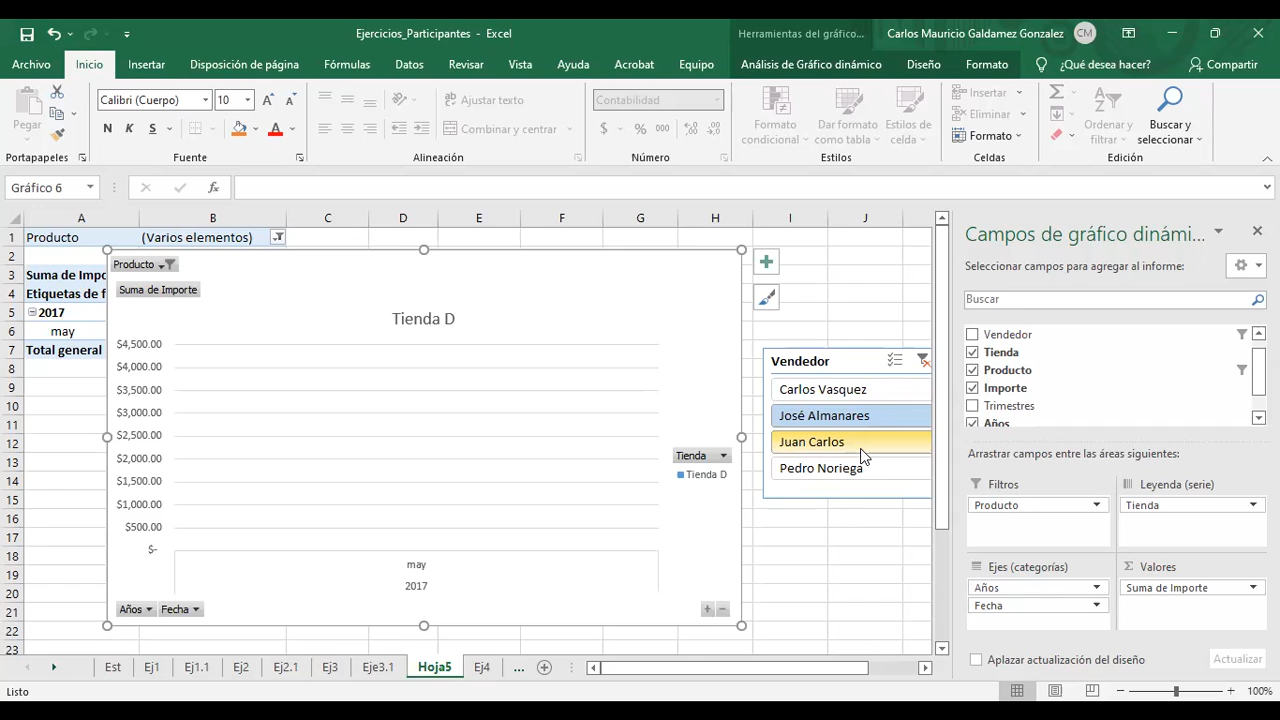 Ejercicios_Participantes - Excel
Herramientas del gráfico...
Carlos Mauricio Galdamez Gonzalez
CM
Archivo
Inicio
Insertar
Disposición de página
Fórmulas
Datos
Revisar
Vista
Ayuda
Acrobat
Equipo
Análisis de Gráfico dinámico
Diseño
Formato
¿Qué desea hacer?
Compartir
Pegar
Portapapeles
Calibri (Cuerpo)
10
A A
N K S
A
Fuente
Ajustar texto
Combinar y centrar
Alineación
Contabilidad
$ % 000
Número
Formato condicional
Dar formato como tabla
Estilos de celda
Estilos
Insertar
Eliminar
Formato
Celdas
Ordenar y filtrar
Buscar y seleccionar
Edición
Gráfico 6
fx
A B C D E F G H I J
1 Producto (Varios elementos)
2
3 Suma de Impo
4 Etiquetas de f
5 2017
6 may
7 Total general
8
9
10
11
12
13
14
15
16
17
18
19
20
21
22
23
Producto
Suma de Importe
Tienda D
$4,500.00
$4,000.00
$3,500.00
$3,000.00
$2,500.00
$2,000.00
$1,500.00
$1,000.00
$500.00
$-
may
2017
Tienda
Tienda D
Años
Fecha
Vendedor
Carlos Vasquez
José Almanares
Juan Carlos
Pedro Noriega
Campos de gráfico dinámi...
Seleccionar campos para agregar al informe:
Buscar
Vendedor
Tienda
Producto
Importe
Trimestres
Años
Arrastrar campos entre las áreas siguientes:
Filtros
Producto
Leyenda (serie)
Tienda
Ejes (categorías)
Años
Fecha
Σ Valores
Suma de Importe
Aplazar actualización del diseño
Actualizar
Est Ej1 Ej1.1 Ej2 Ej2.1 Ej3 Eje3.1 Hoja5 Ej4 ...
Listo
100%